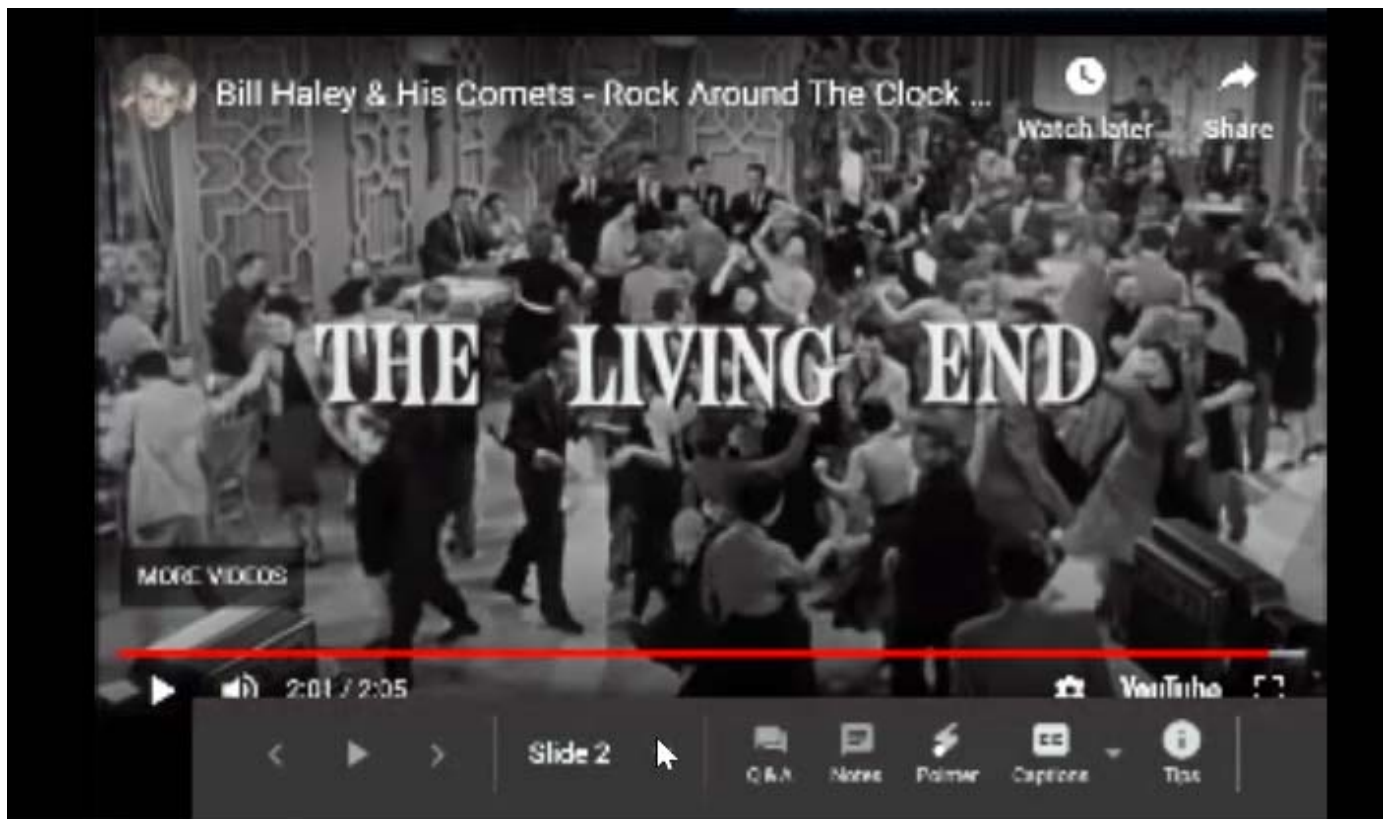 Bill Haley & His Comets - Rock Around The Clock ...
Watch later
Share
THE LIVING END
MORE VIDEOS
2:01 / 2:05
YouTube
Slide 2
Q & A
Notes
Pointer
CC
Captions
Tips